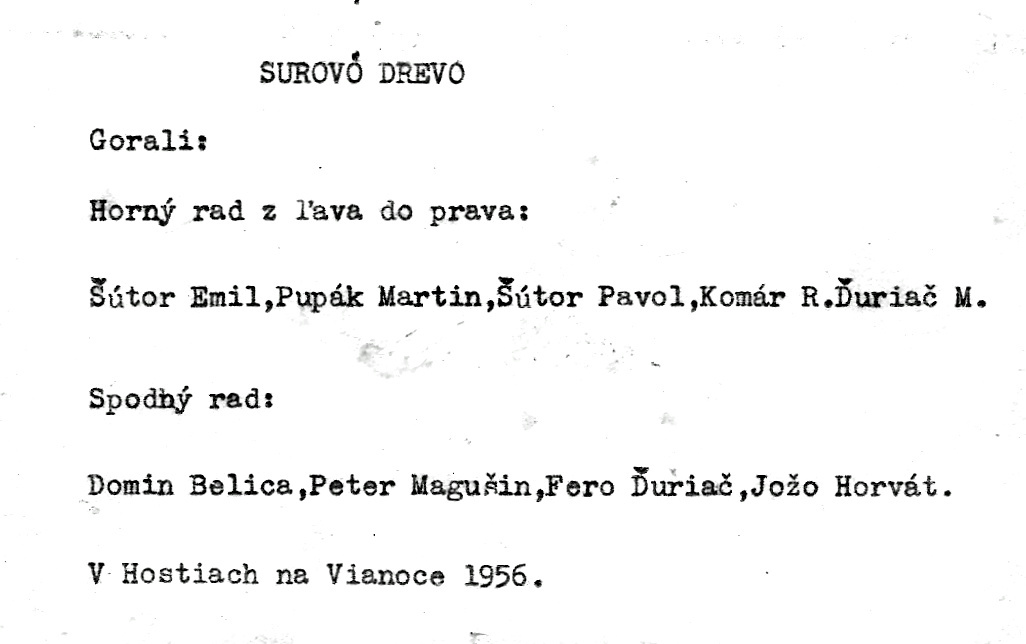 SUROVÓ DREVO
Gorali:
Horný rad z ľava do prava:
Šútor Emil,Pupák Martin,Šútor Pavol,Komár R.Ďuriač M.
Spodný rad:
Domin Belica,Peter Magušin,Fero Ďuriač,Jožo Horvát.
V Hostiach na Vianoce 1956.